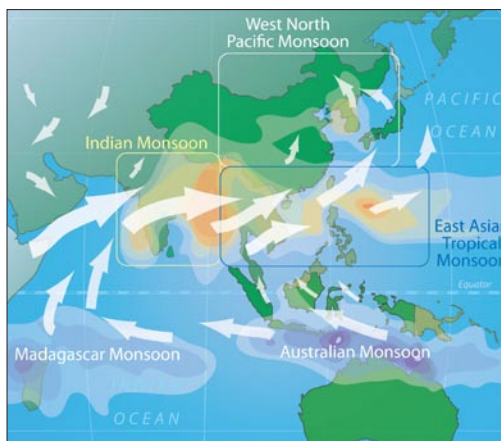 West North
Pacific Monsoon
PACIFIC
OCEAN
Indian Monsoon
East Asian
Tropical
Monsoon
Equator
Madagascar Monsoon
Australian Monsoon
OCEAN